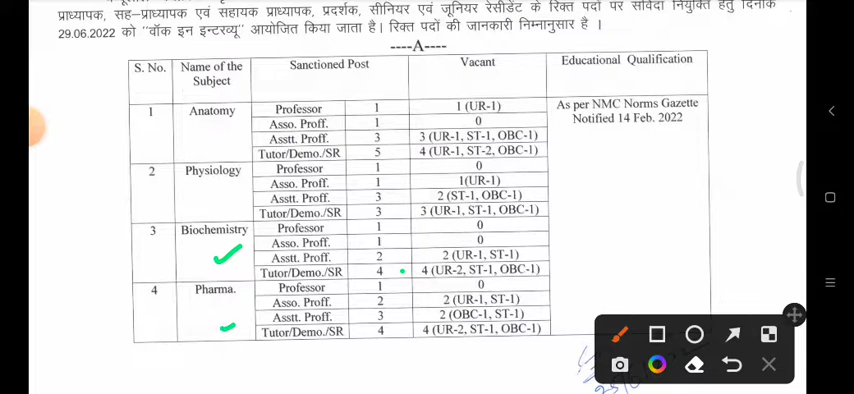 प्राध्यापक, सह-प्राध्यापक एवं सहायक प्राध्यापक, प्रदर्शक, सीनियर एवं जूनियर रेसीडेंट के रिक्त पदों पर संविदा नियुक्ति हेतु दिनांक
29.06.2022 को "वॉक इन इन्टरव्यू" आयोजित किया जाता है। रिक्त पदों की जानकारी निम्नानुसार है ।
----A----
S. No. Name of the Subject Sanctioned Post Vacant Educational Qualification
1 Anatomy Professor 1 1 (UR-1) As per NMC Norms Gazette
Asso. Proff. 1 0 Notified 14 Feb. 2022
Asstt. Proff. 3 3 (UR-1, ST-1, OBC-1)
Tutor/Demo./SR 5 4 (UR-1, ST-2, OBC-1)
2 Physiology Professor 1 0
Asso. Proff. 1 1(UR-1)
Asstt. Proff. 3 2 (ST-1, OBC-1)
Tutor/Demo./SR 3 3 (UR-1, ST-1, OBC-1)
3 Biochemistry Professor 1 0
Asso. Proff. 1 0
Asstt. Proff. 2 2 (UR-1, ST-1)
Tutor/Demo./SR 4 4 (UR-2, ST-1, OBC-1)
4 Pharma. Professor 1 0
Asso. Proff. 2 2 (UR-1, ST-1)
Asstt. Proff. 3 2 (OBC-1, ST-1)
Tutor/Demo./SR 4 4 (UR-2, ST-1, OBC-1)